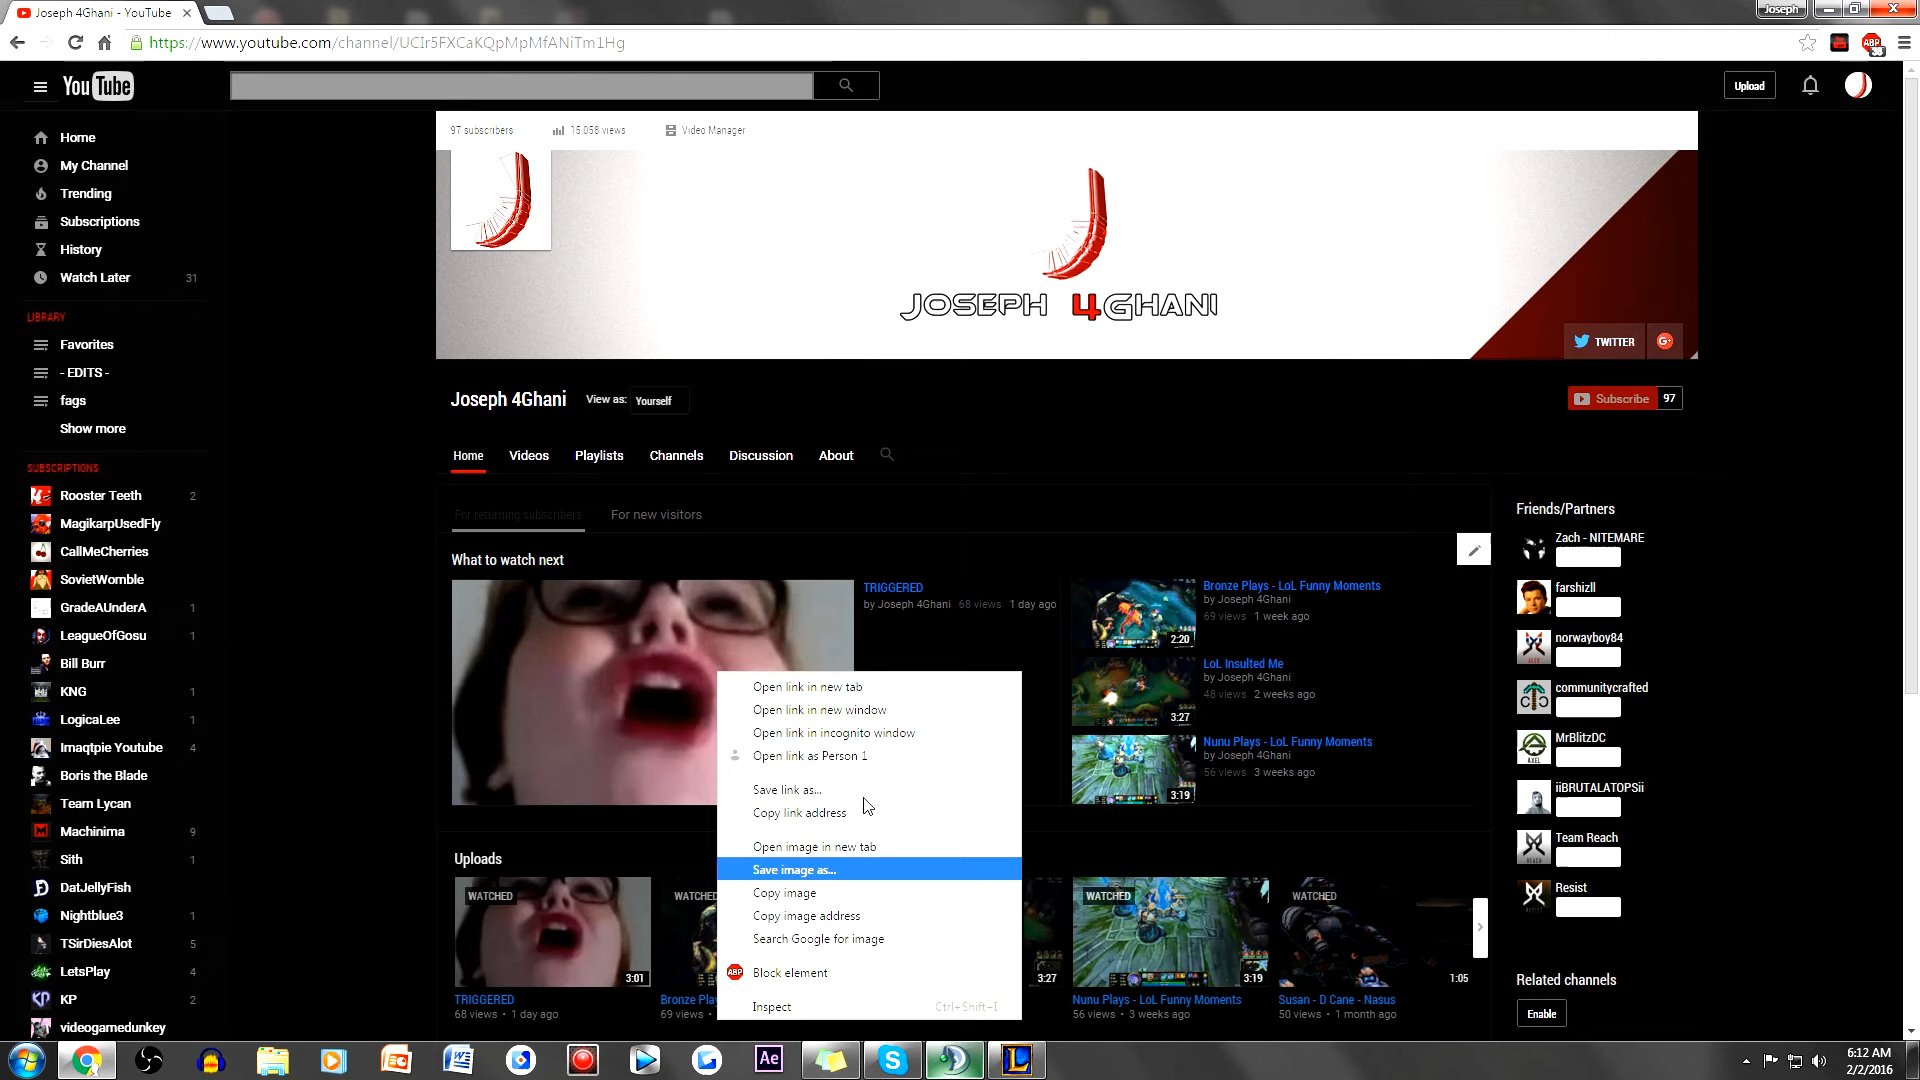 Joseph 4Ghani - YouTube
Joseph
https://www.youtube.com/channel/UCIr5FXCaKQpMpMfANiTm1Hg
ABP
YouTube
Upload
97 subscribers
15,058 views
Video Manager
Home
My Channel
Trending
Subscriptions
History
Watch Later 31
LIBRARY
Favorites
- EDITS -
fags
Show more
SUBSCRIPTIONS
Rooster Teeth 2
MagikarpUsedFly
CallMeCherries
SovietWomble
GradeAUnderA 1
LeagueOfGosu 1
Bill Burr
KNG 1
LogicaLee 1
Imaqtpie Youtube 4
Boris the Blade
Team Lycan
Machinima 9
Sith 1
DatJellyFish
Nightblue3 1
TSirDiesAlot 5
LetsPlay 4
KP 2
videogamedunkey
JOSEPH 4GHANI
TWITTER
G+
Joseph 4Ghani
View as: Yourself
Subscribe 97
Home
Videos
Playlists
Channels
Discussion
About
For returning subscribers
For new visitors
What to watch next
TRIGGERED
by Joseph 4Ghani 68 views 1 day ago
2:20
Bronze Plays - LoL Funny Moments
by Joseph 4Ghani
69 views 1 week ago
3:27
LoL Insulted Me
by Joseph 4Ghani
48 views 2 weeks ago
3:19
Nunu Plays - LoL Funny Moments
by Joseph 4Ghani
56 views 3 weeks ago
Open link in new tab
Open link in new window
Open link in incognito window
Open link as Person 1
Save link as...
Copy link address
Open image in new tab
Save image as...
Copy image
Copy image address
Search Google for image
ABP Block element
Inspect Ctrl+Shift+I
Uploads
WATCHED
3:01
TRIGGERED
68 views • 1 day ago
WATCHED
Bronze Play
69 views •
3:27
WATCHED
3:19
Nunu Plays - LoL Funny Moments
56 views • 3 weeks ago
WATCHED
1:05
Susan - D Cane - Nasus
50 views • 1 month ago
Friends/Partners
Zach - NITEMARE
farshizll
norwayboy84
communitycrafted
MrBlitzDC
iiBRUTALATOPSii
Team Reach
Resist
Related channels
Enable
Ae
6:12 AM
2/2/2016